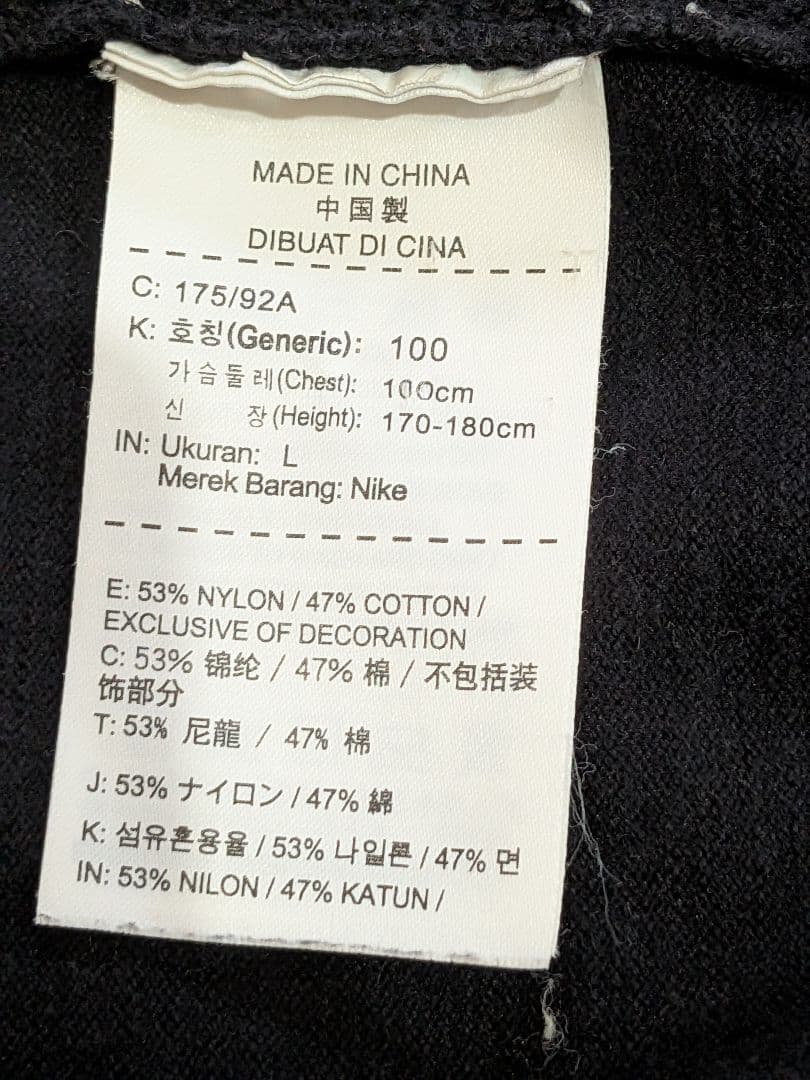 MADE IN CHINA
中国製
DIBUAT DI CINA
C: 175/92A
K: 호칭(Generic): 100
가슴둘레(Chest): 100cm
신 장(Height): 170-180cm
IN: Ukuran: L
Merek Barang: Nike
E: 53% NYLON / 47% COTTON /
EXCLUSIVE OF DECORATION
C: 53% 锦纶 / 47% 棉 / 不包括装
饰部分
T: 53% 尼龍 / 47% 棉
J: 53% ナイロン / 47% 綿
K: 섬유혼용율 / 53% 나일론 / 47% 면
IN: 53% NILON / 47% KATUN /